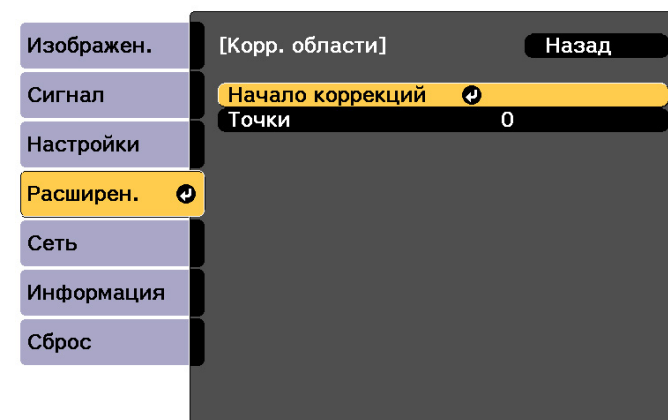 Изображен.
Сигнал
Настройки
Расширен.
Сеть
Информация
Сброс
[Корр. области] Назад
Начало коррекций
Точки 0